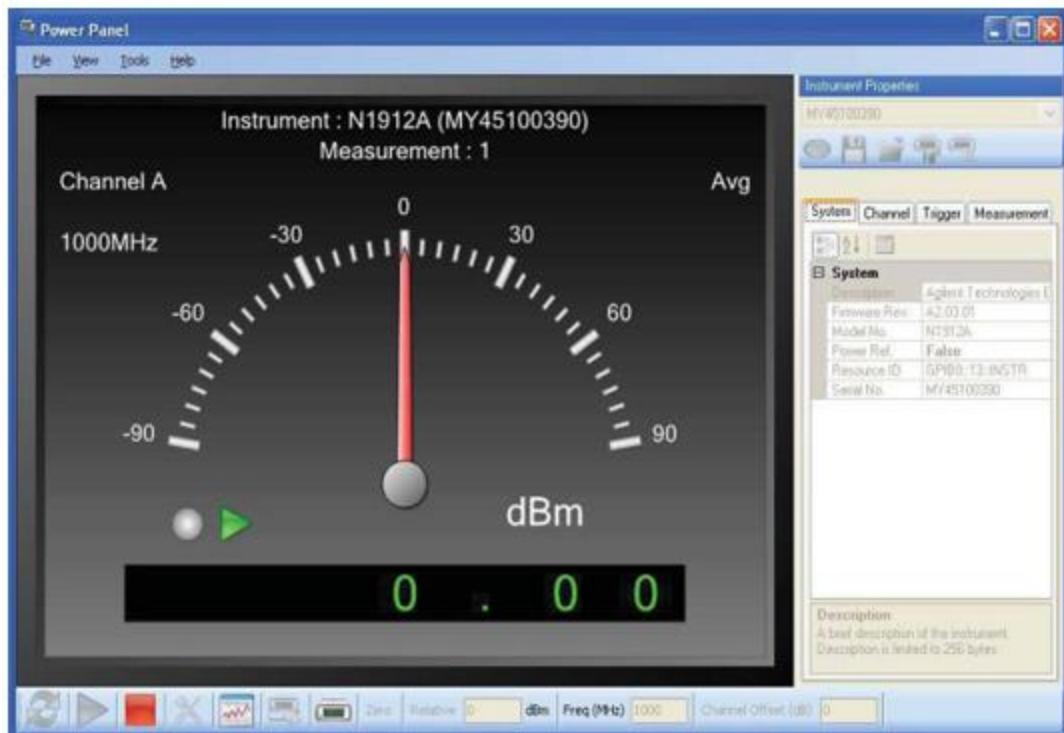 Power Panel
File View Tools Help
Instrument : N1912A (MY45100390)
Measurement : 1
Channel A
Avg
1000MHz
-90
-60
-30
0
30
60
90
dBm
0.00
Instrument Properties
MY45100390
System Channel Trigger Measurement
System
Description Agilent Technologies
Firmware Rev. A2.03.01
Model No. N1912A
Power Ref. False
Resource ID GPIB0::13::INSTR
Serial No. MY45100390
Description
A brief description of the instrument.
Description is limited to 256 bytes
Zero Relative 0 dBm Freq (MHz) 1000 Channel Offset (dB) 0